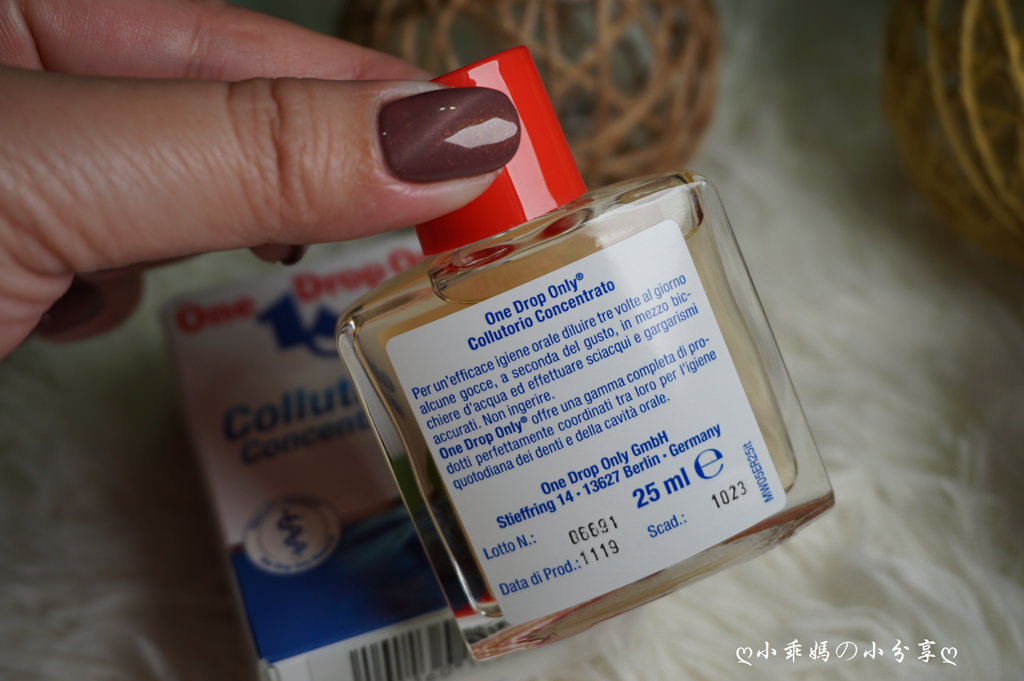 One Drop On
Collut
Concent
One Drop Only®
Collutorio Concentrato
Per un'efficace igiene orale diluire tre volte al giorno
alcune gocce, a seconda del gusto, in mezzo bic-
chiere d'acqua ed effettuare sciacqui e gargarismi
accurati. Non ingerire.
One Drop Only® offre una gamma completa di pro-
dotti perfettamente coordinati tra loro per l'igiene
quotidiana dei denti e della cavità orale.
One Drop Only GmbH
Stieffring 14 • 13627 Berlin • Germany
25 ml ℮
Lotto N.: 06691 Scad.: 1023
Data di Prod.: 1119
MW05ER25it
ღ小乖媽の小分享ღ